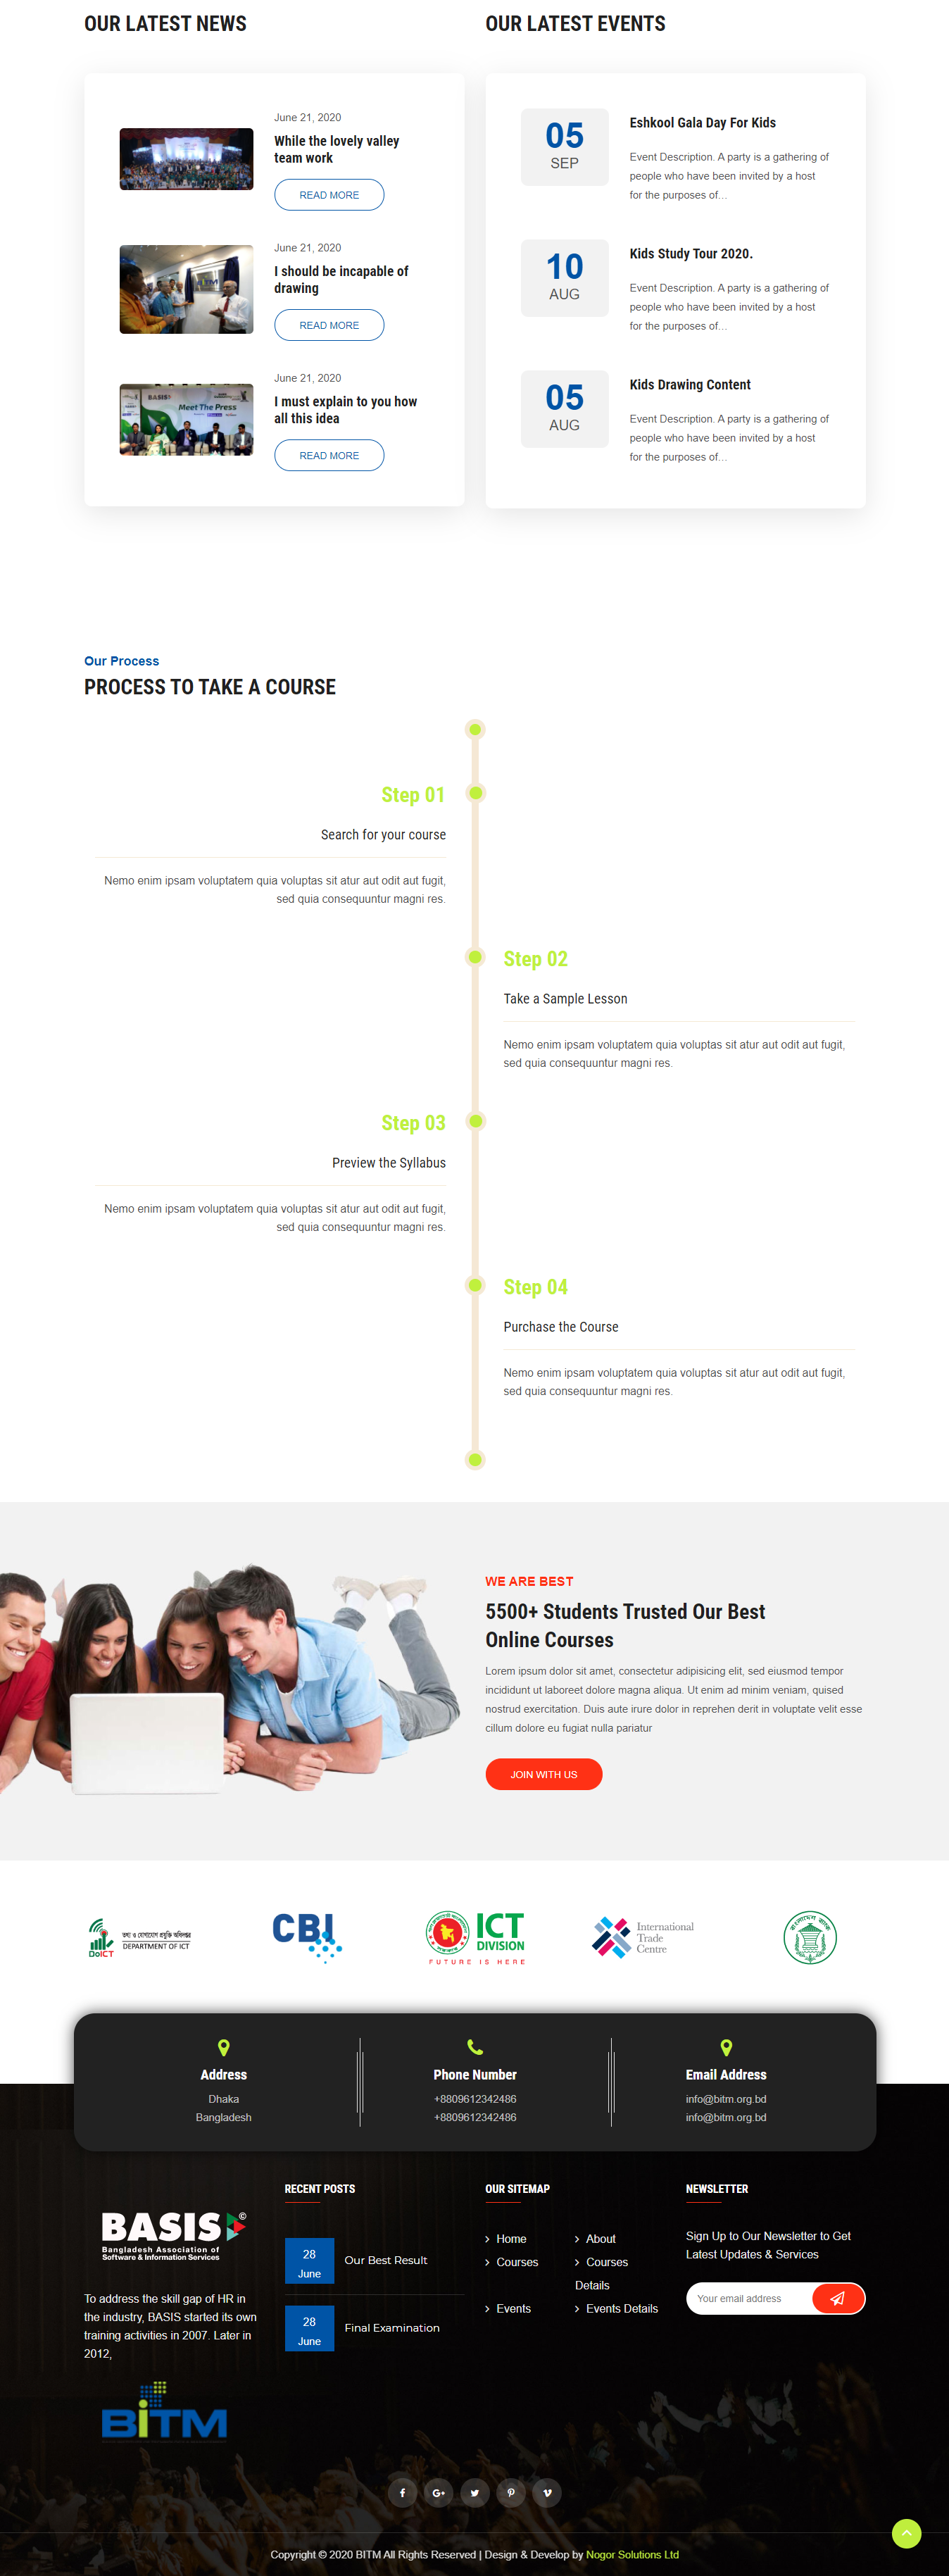 OUR LATEST NEWS
June 21, 2020
While the lovely valley
team work
READ MORE
June 21, 2020
I should be incapable of
drawing
READ MORE
BASIS
Meet The Press
June 21, 2020
I must explain to you how
all this idea
READ MORE
OUR LATEST EVENTS
05
SEP
Eshkool Gala Day For Kids
Event Description. A party is a gathering of
people who have been invited by a host
for the purposes of...
10
AUG
Kids Study Tour 2020.
Event Description. A party is a gathering of
people who have been invited by a host
for the purposes of...
05
AUG
Kids Drawing Content
Event Description. A party is a gathering of
people who have been invited by a host
for the purposes of...
Our Process
PROCESS TO TAKE A COURSE
Step 01
Search for your course
Nemo enim ipsam voluptatem quia voluptas sit atur aut odit aut fugit,
sed quia consequuntur magni res.
Step 02
Take a Sample Lesson
Nemo enim ipsam voluptatem quia voluptas sit atur aut odit aut fugit,
sed quia consequuntur magni res.
Step 03
Preview the Syllabus
Nemo enim ipsam voluptatem quia voluptas sit atur aut odit aut fugit,
sed quia consequuntur magni res.
Step 04
Purchase the Course
Nemo enim ipsam voluptatem quia voluptas sit atur aut odit aut fugit,
sed quia consequuntur magni res.
WE ARE BEST
5500+ Students Trusted Our Best
Online Courses
Lorem ipsum dolor sit amet, consectetur adipisicing elit, sed eiusmod tempor
incididunt ut laboreet dolore magna aliqua. Ut enim ad minim veniam, quised
nostrud exercitation. Duis aute irure dolor in reprehen derit in voluptate velit esse
cillum dolore eu fugiat nulla pariatur
JOIN WITH US
DoICT
তথ্য ও যোগাযোগ প্রযুক্তি অধিদপ্তর
DEPARTMENT OF ICT
CBI
ICT
DIVISION
FUTURE IS HERE
International
Trade
Centre
Address
Dhaka
Bangladesh
Phone Number
+8809612342486
+8809612342486
Email Address
info@bitm.org.bd
info@bitm.org.bd
BASIS ©
Bangladesh Association of
Software & Information Services
To address the skill gap of HR in
the industry, BASIS started its own
training activities in 2007. Later in
2012,
BiTM
RECENT POSTS
28
June
Our Best Result
28
June
Final Examination
OUR SITEMAP
Home
About
Courses
Courses
Details
Events
Events Details
NEWSLETTER
Sign Up to Our Newsletter to Get
Latest Updates & Services
Your email address
Copyright © 2020 BITM All Rights Reserved | Design & Develop by Nogor Solutions Ltd